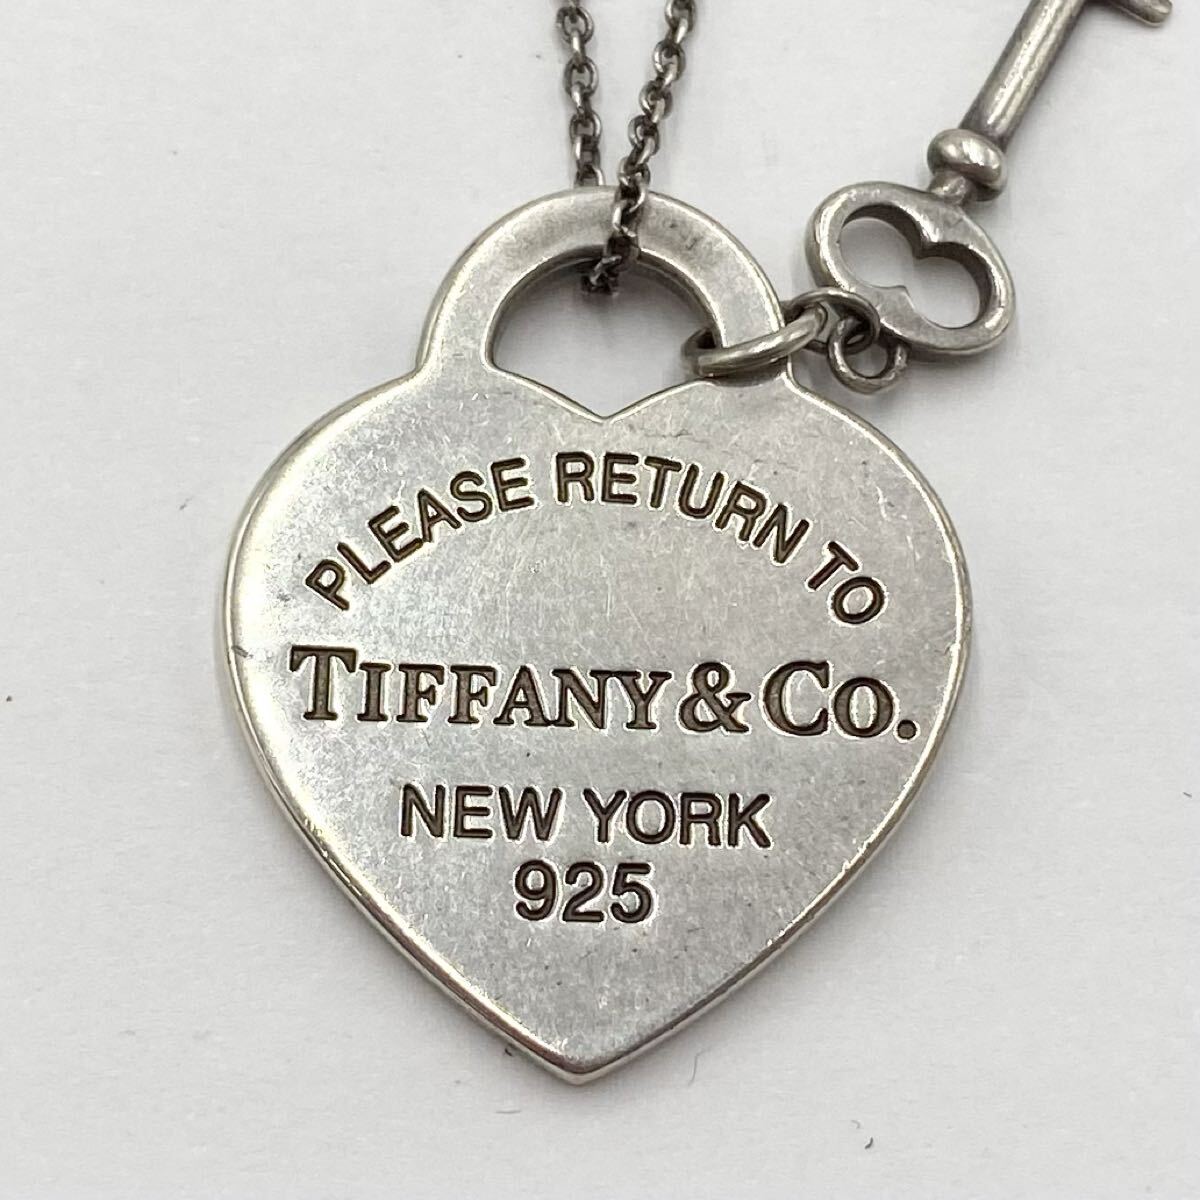 PLEASE RETURN TO
TIFFANY & CO.
NEW YORK
925